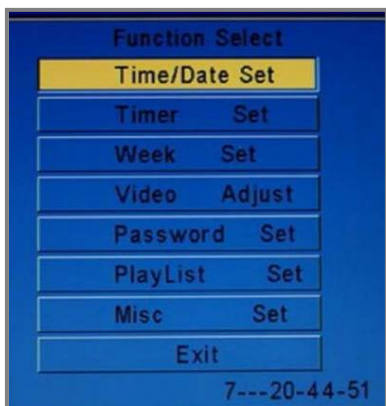 Function Select
Time/Date Set
Timer Set
Week Set
Video Adjust
Password Set
PlayList Set
Misc Set
Exit
7---20-44-51